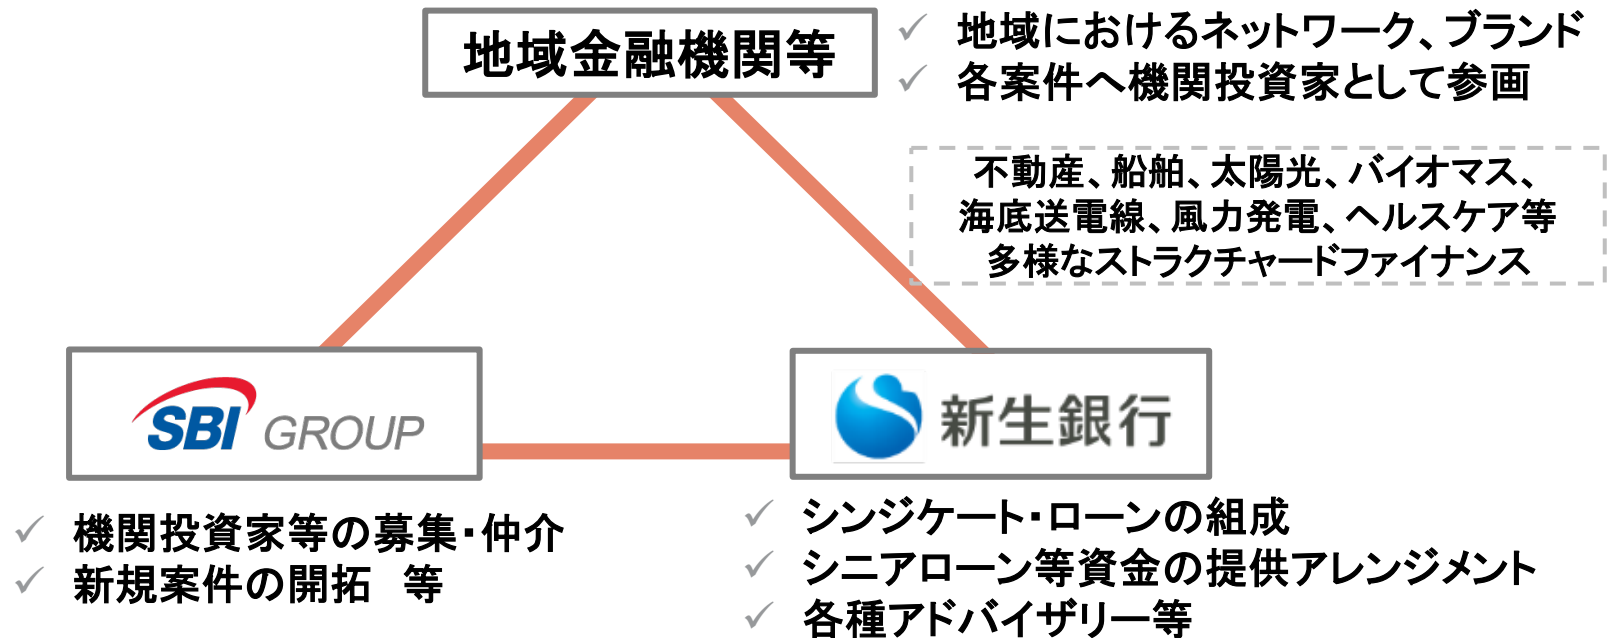 地域金融機関等
✓ 地域におけるネットワーク、ブランド
✓ 各案件へ機関投資家として参画
不動産、船舶、太陽光、バイオマス、
海底送電線、風力発電、ヘルスケア等
多様なストラクチャードファイナンス
SBI GROUP
新生銀行
✓ 機関投資家等の募集・仲介
✓ 新規案件の開拓　等
✓ シンジケート・ローンの組成
✓ シニアローン等資金の提供アレンジメント
✓ 各種アドバイザリー等